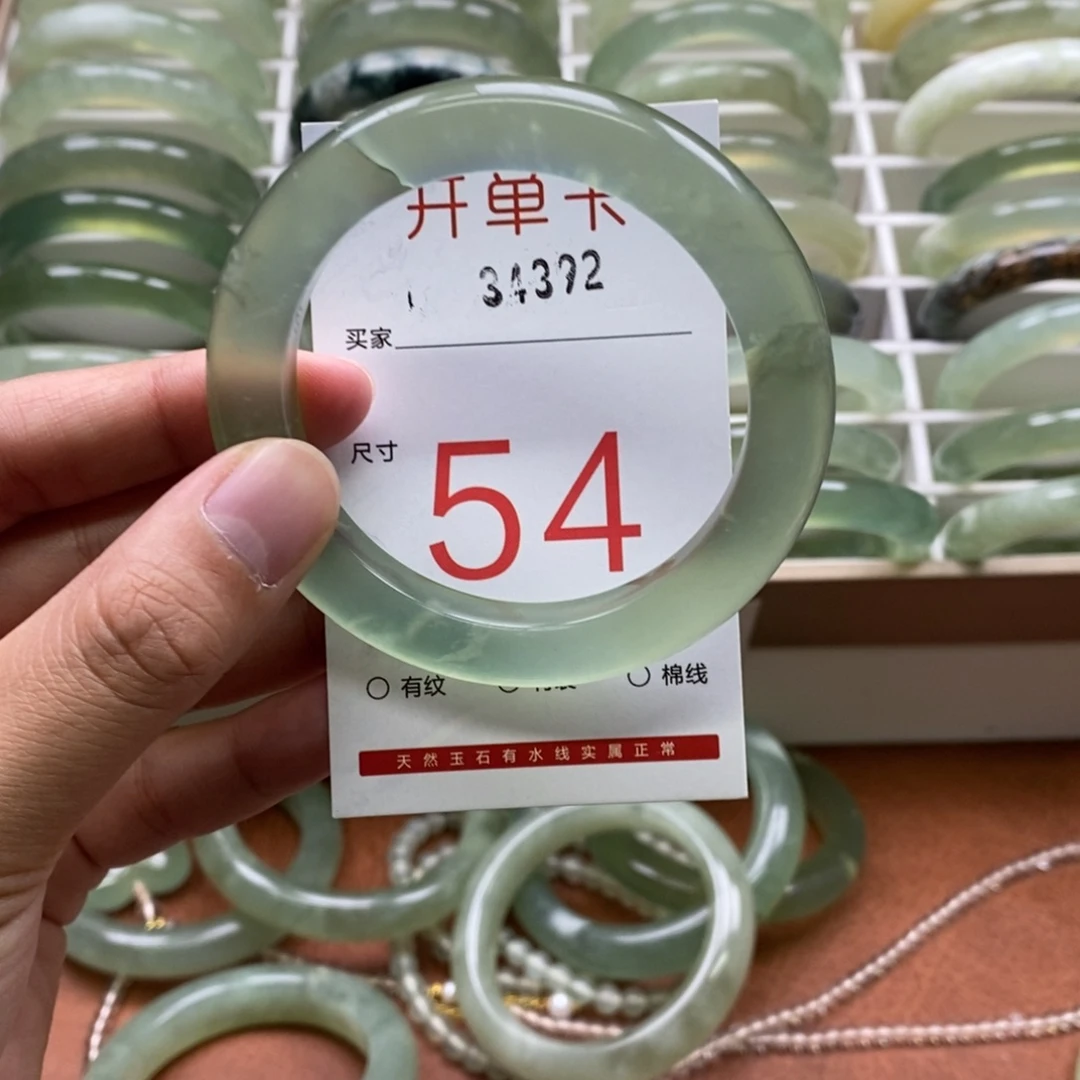 开单卡
34392
买家
尺寸
54
有纹
棉线
天然玉石有水线实属正常